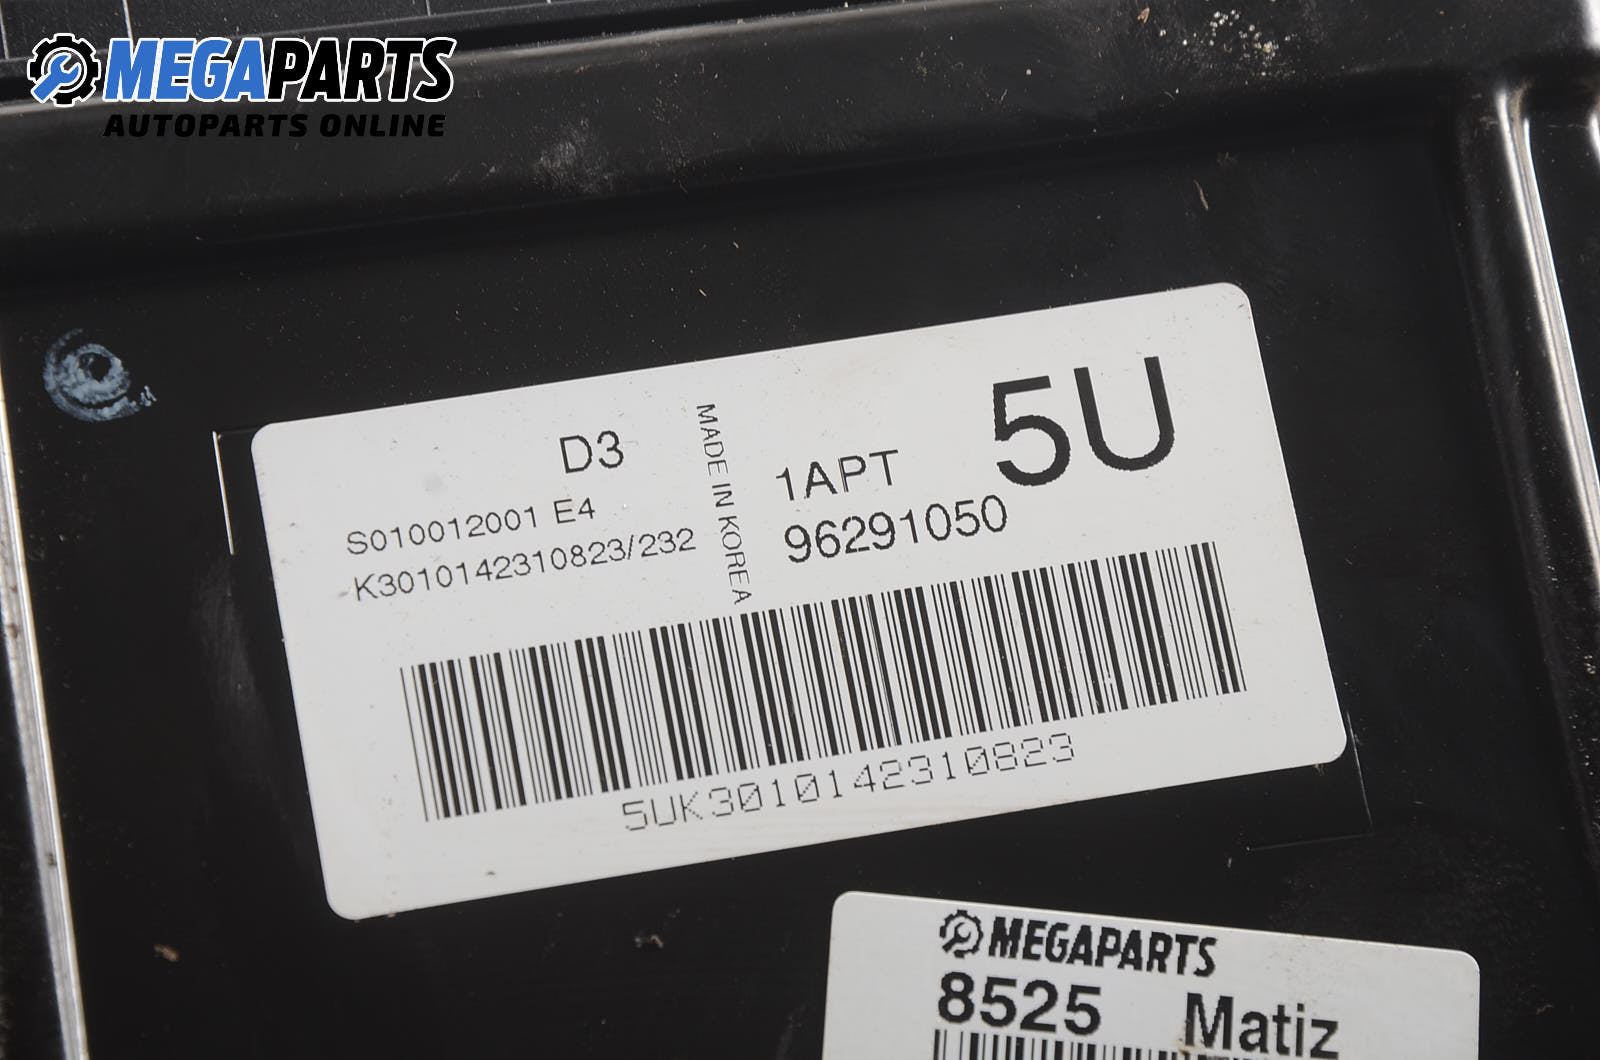 MEGAPARTS
AUTOPARTS ONLINE
D3
S010012001 E4
K3010142310823/232
MADE IN KOREA
1APT
5U
96291050
5UK3010142310823
MEGAPARTS
8525 Matiz